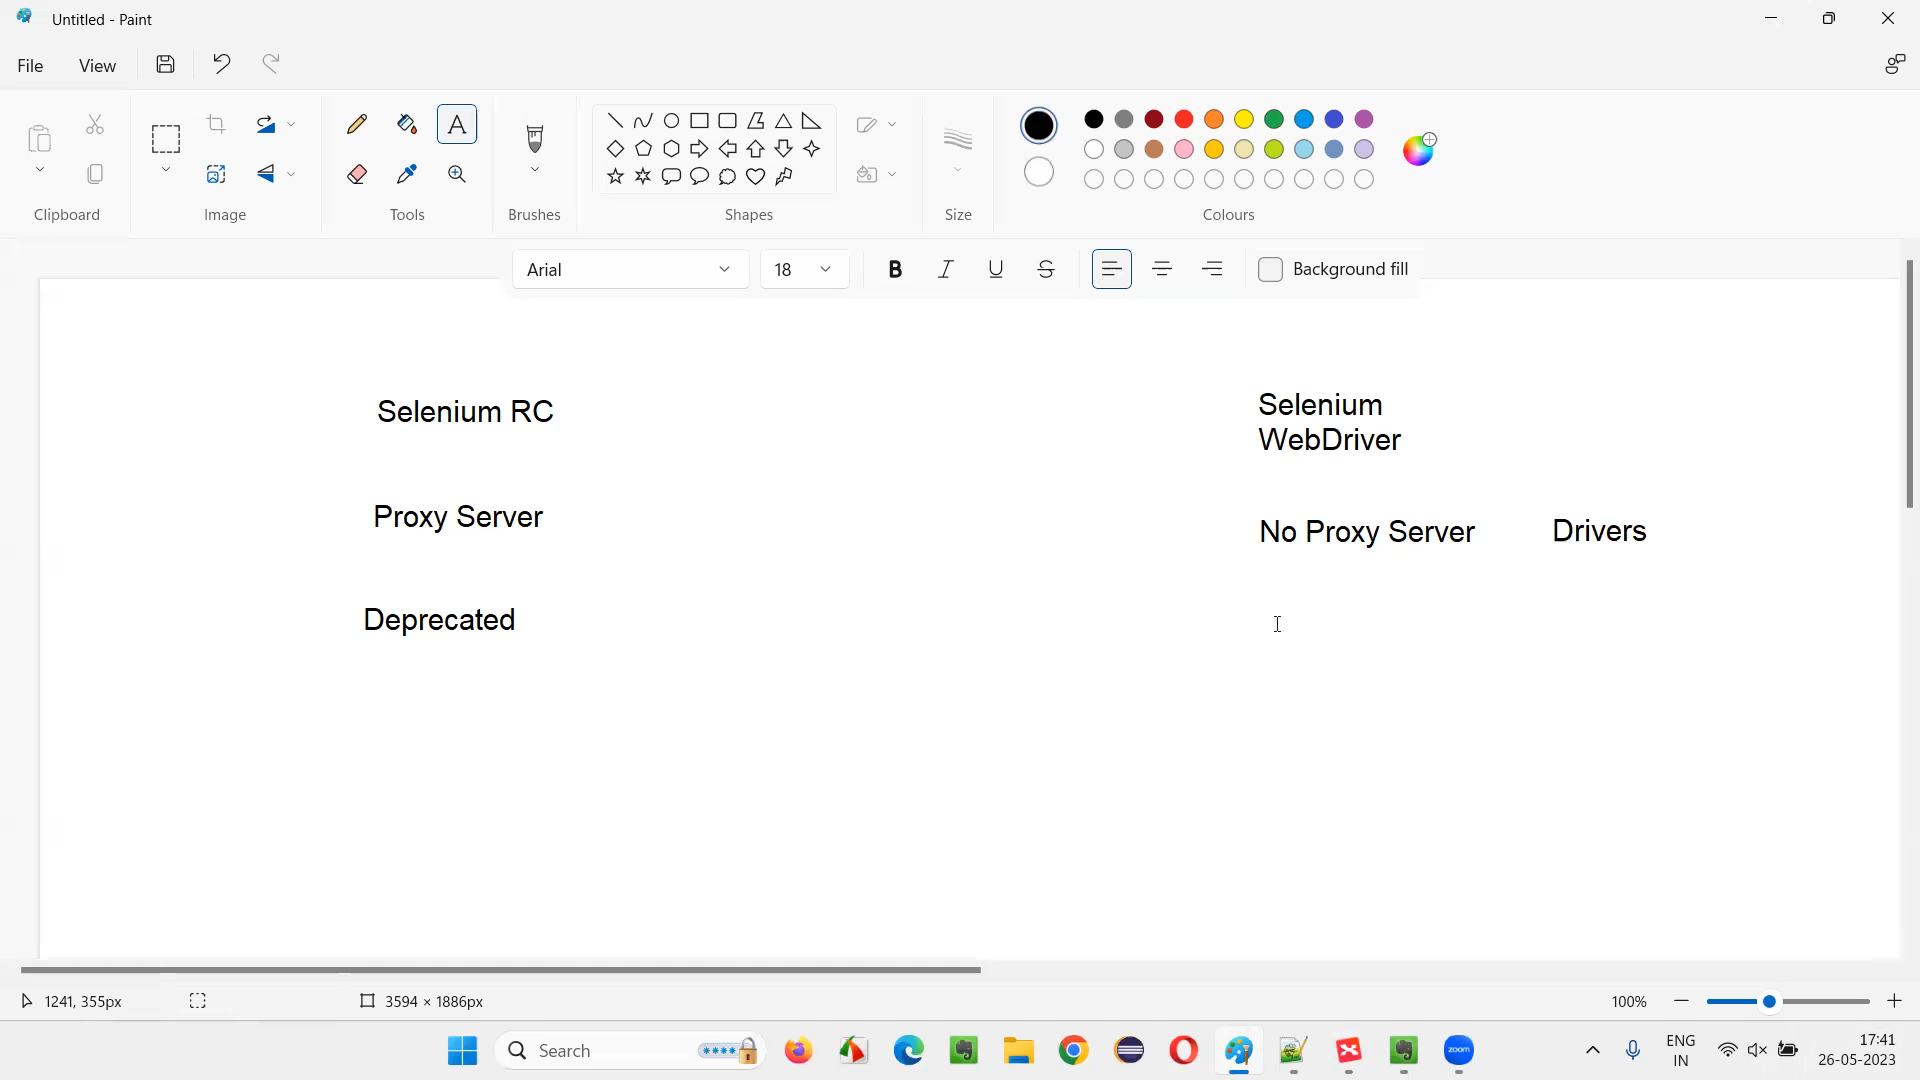 Untitled - Paint
File
View
Clipboard
Image
Tools
Brushes
Shapes
Size
Colours
Arial
18
B
I
U
S
Background fill
Selenium RC
Selenium
WebDriver
Proxy Server
No Proxy Server
Drivers
Deprecated
1241, 355px
3594 × 1886px
100%
Search
zoom
ENG
IN
17:41
26-05-2023